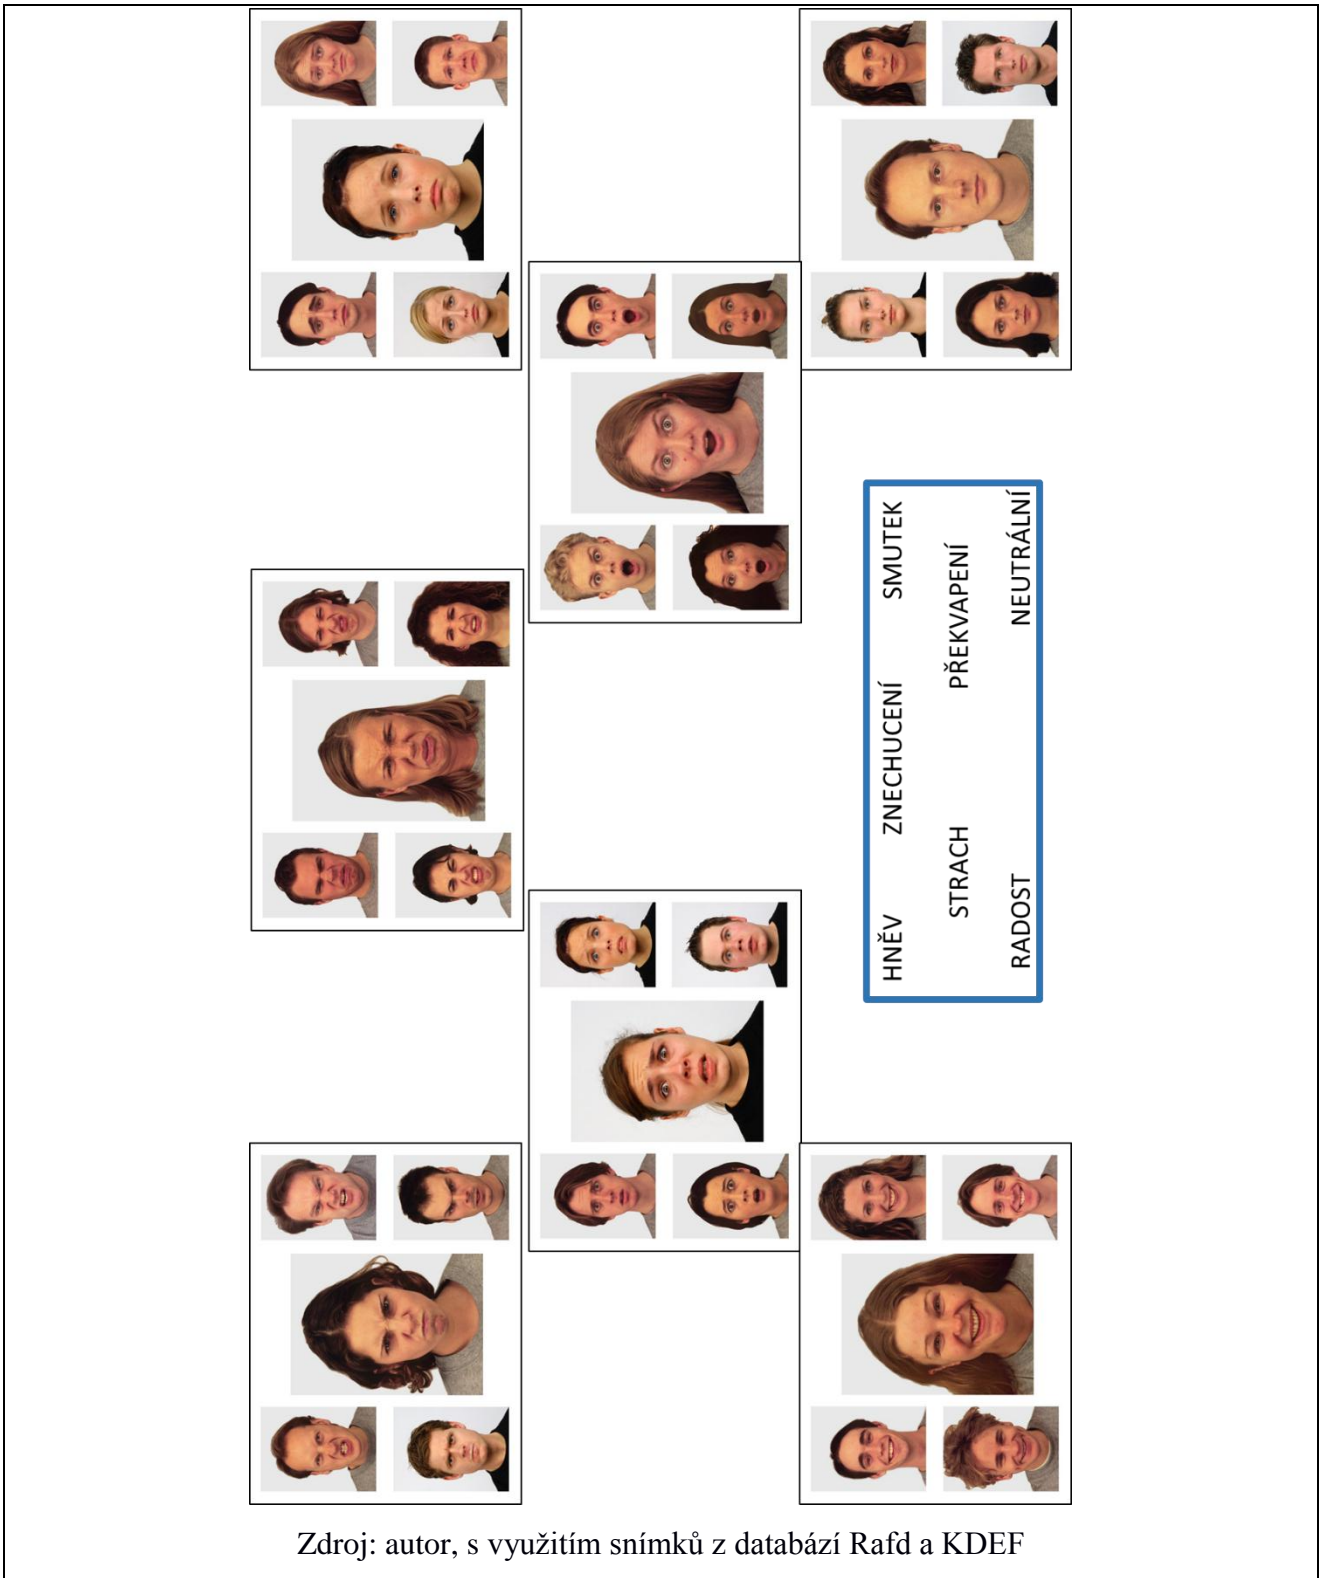 HNĚV ZNECHUCENÍ SMUTEK
STRACH PŘEKVAPENÍ
RADOST NEUTRÁLNÍ
Zdroj: autor, s využitím snímků z databází Rafd a KDEF